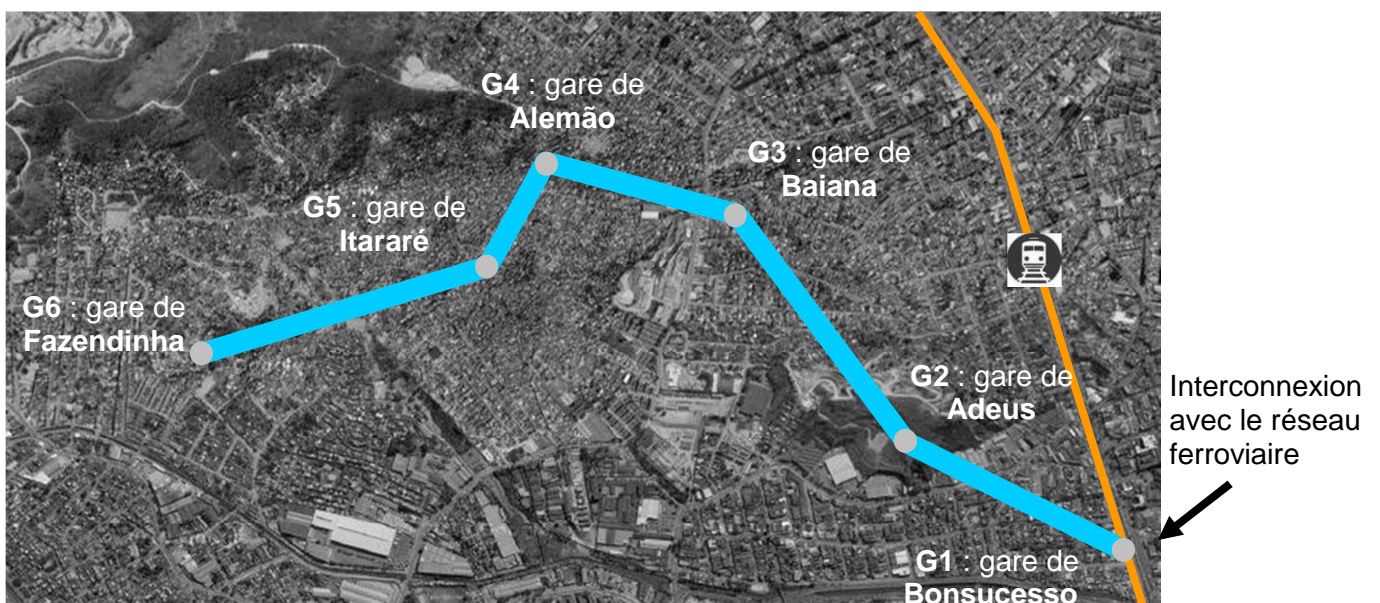 G4 : gare de
Alemão
G3 : gare de
Baiana
G5 : gare de
Itararé
G6 : gare de
Fazendinha
G2 : gare de
Adeus
Interconnexion
avec le réseau
ferroviaire
G1 : gare de
Bonsucesso